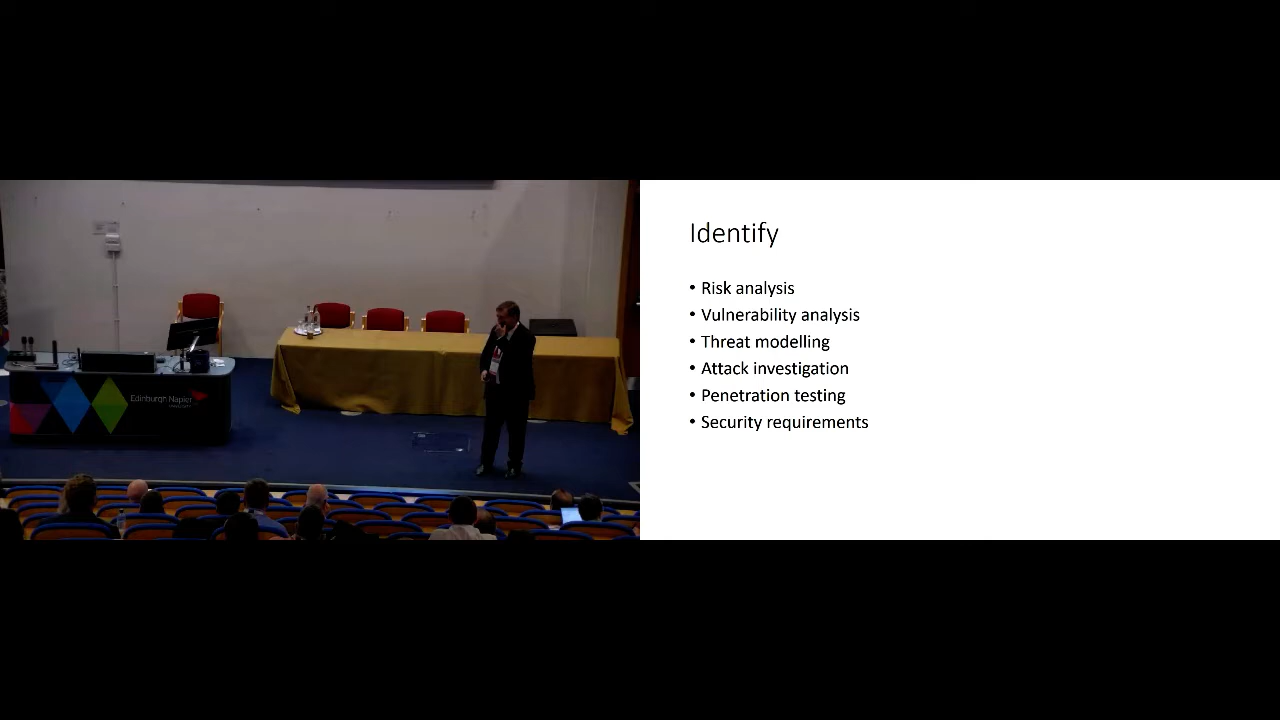 Edinburgh Napier
Identify
• Risk analysis
• Vulnerability analysis
• Threat modelling
• Attack investigation
• Penetration testing
• Security requirements